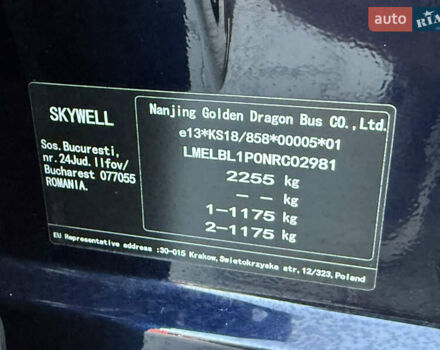 auto RIA
SKYWELL
Sos.Bucuresti,
nr.24Jud.Ilfov/
Bucharest 077055
ROMANIA.
Nanjing Golden Dragon Bus CO.,Ltd.
e13*KS18/858*00005*01
LMELBL1P0NRC02981
2255 kg
-- kg
1-1175 kg
2-1175 kg
EU Representative address :30-015 Krakow,Swietokrzyska str,12/323,Poland